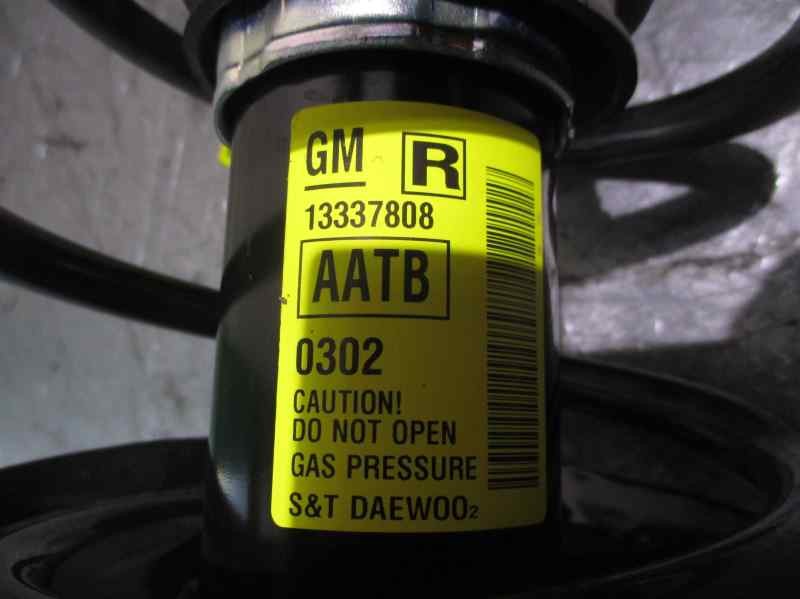 GM R
13337808
AATB
0302
CAUTION!
DO NOT OPEN
GAS PRESSURE
S&T DAEWOO2